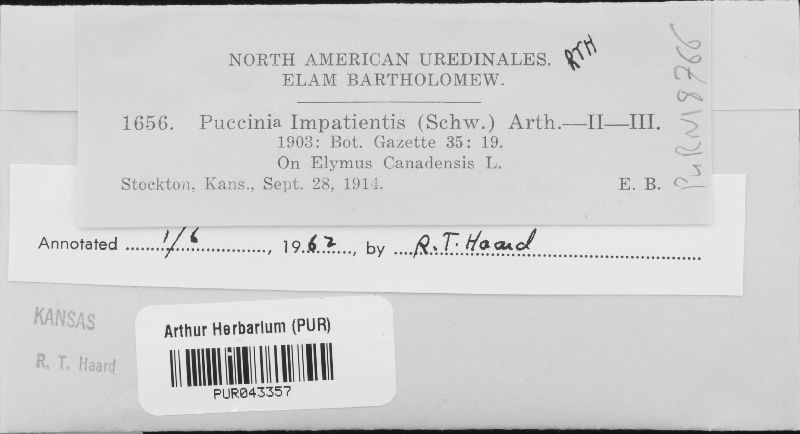 NORTH AMERICAN UREDINALES.
ELAM BARTHOLOMEW.
RTH
PURN18766
1656. Puccinia Impatientis (Schw.) Arth.—II—III.
1903: Bot. Gazette 35: 19.
On Elymus Canadensis L.
Stockton, Kans., Sept. 28, 1914. E. B.
Annotated 1/6, 1962, by R. T. Haard
KANSAS
R. T. Haard
Arthur Herbarium (PUR)
PUR043357